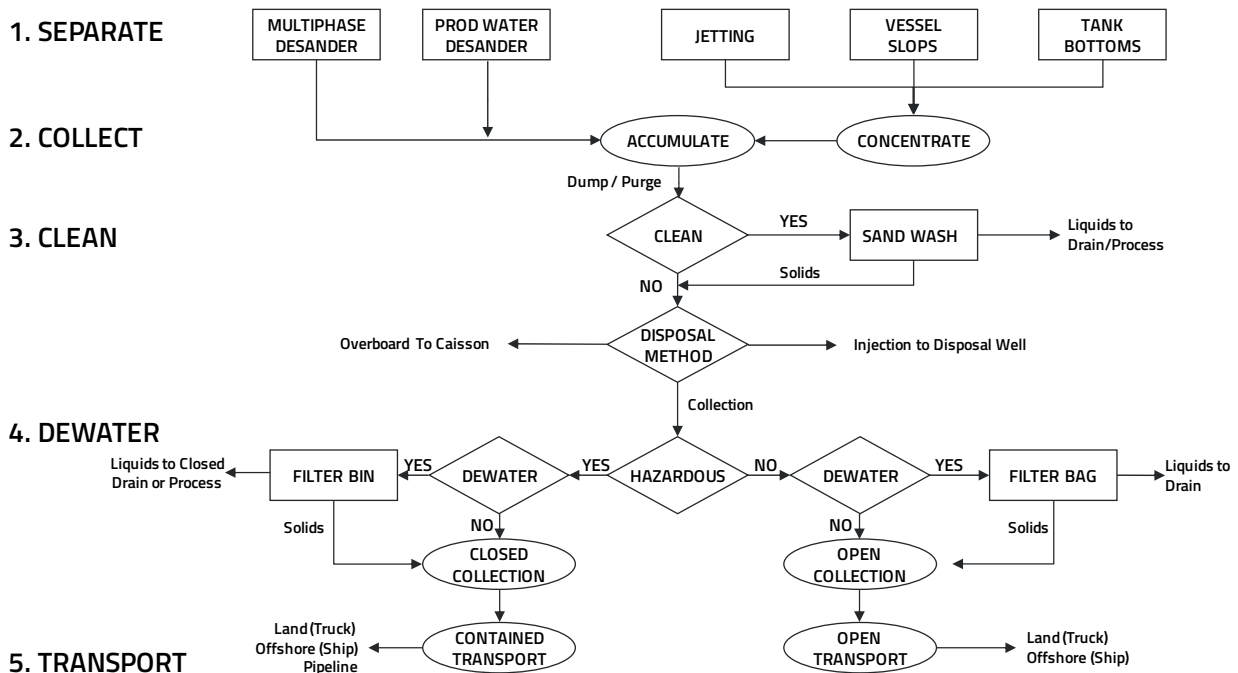 1. SEPARATE
MULTIPHASE
DESANDER
PROD WATER
DESANDER
JETTING
VESSEL
SLOPS
TANK
BOTTOMS
2. COLLECT
ACCUMULATE
CONCENTRATE
Dump / Purge
3. CLEAN
CLEAN
YES
SAND WASH
Liquids to
Drain/Process
NO
Solids
Overboard To Caisson
DISPOSAL
METHOD
Injection to Disposal Well
Collection
4. DEWATER
Liquids to Closed
Drain or Process
FILTER BIN
YES
DEWATER
YES
HAZARDOUS
NO
DEWATER
YES
FILTER BAG
Liquids to
Drain
Solids
NO
NO
Solids
CLOSED
COLLECTION
OPEN
COLLECTION
5. TRANSPORT
Land (Truck)
Offshore (Ship)
Pipeline
CONTAINED
TRANSPORT
OPEN
TRANSPORT
Land (Truck)
Offshore (Ship)